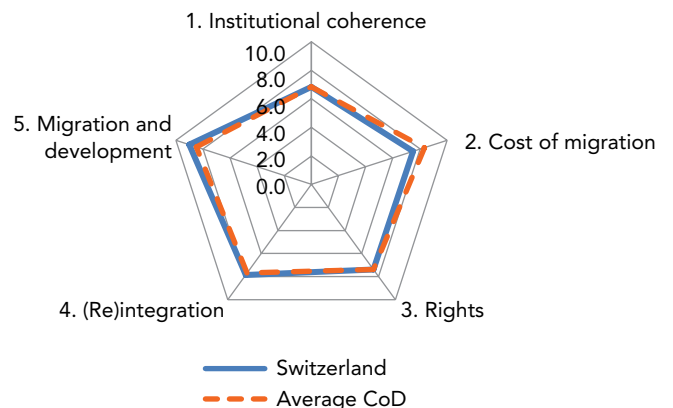 1. Institutional coherence
10.0
8.0
6.0
4.0
2.0
0.0
2. Cost of migration
3. Rights
4. (Re)integration
5. Migration and
development
Switzerland
Average CoD